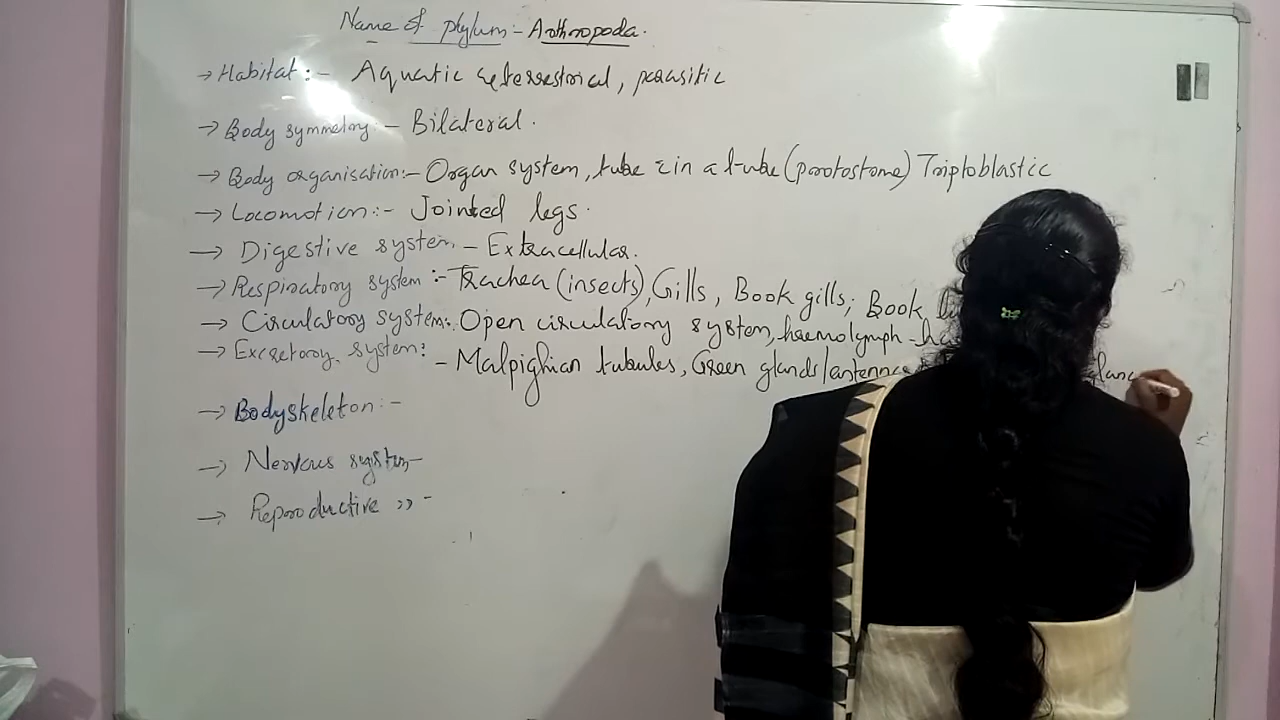 Name of phylum - Arthropoda.
→ Habitat :- Aquatic & terrestrial, parasitic
→ Body symmetry :- Bilateral.
→ Body organisation :- Organ system, tube in a tube (protostome) Triploblastic
→ Locomotion :- Jointed legs.
→ Digestive system - Extracellular.
→ Respiratory system :- Trachea (insects), Gills, Book gills, Book
→ Circulatory system :- Open circulatory system, haemolymph -
→ Excretory system : - Malpighian tubules, Green glands/
→ Bodyskeleton :-
→ Nervous system -
→ Reproductive ,, -